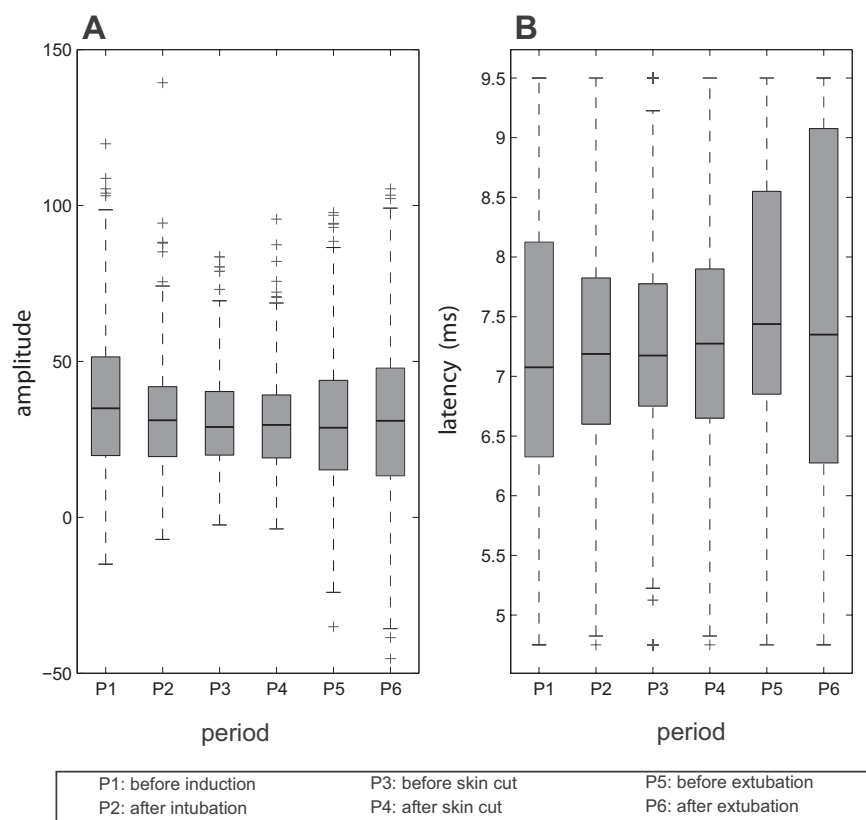 A
150
100
50
0
−50
amplitude
P1 P2 P3 P4 P5 P6
period
B
9.5
9
8.5
8
7.5
7
6.5
6
5.5
5
latency (ms)
P1 P2 P3 P4 P5 P6
period
P1: before induction P3: before skin cut P5: before extubation
P2: after intubation P4: after skin cut P6: after extubation